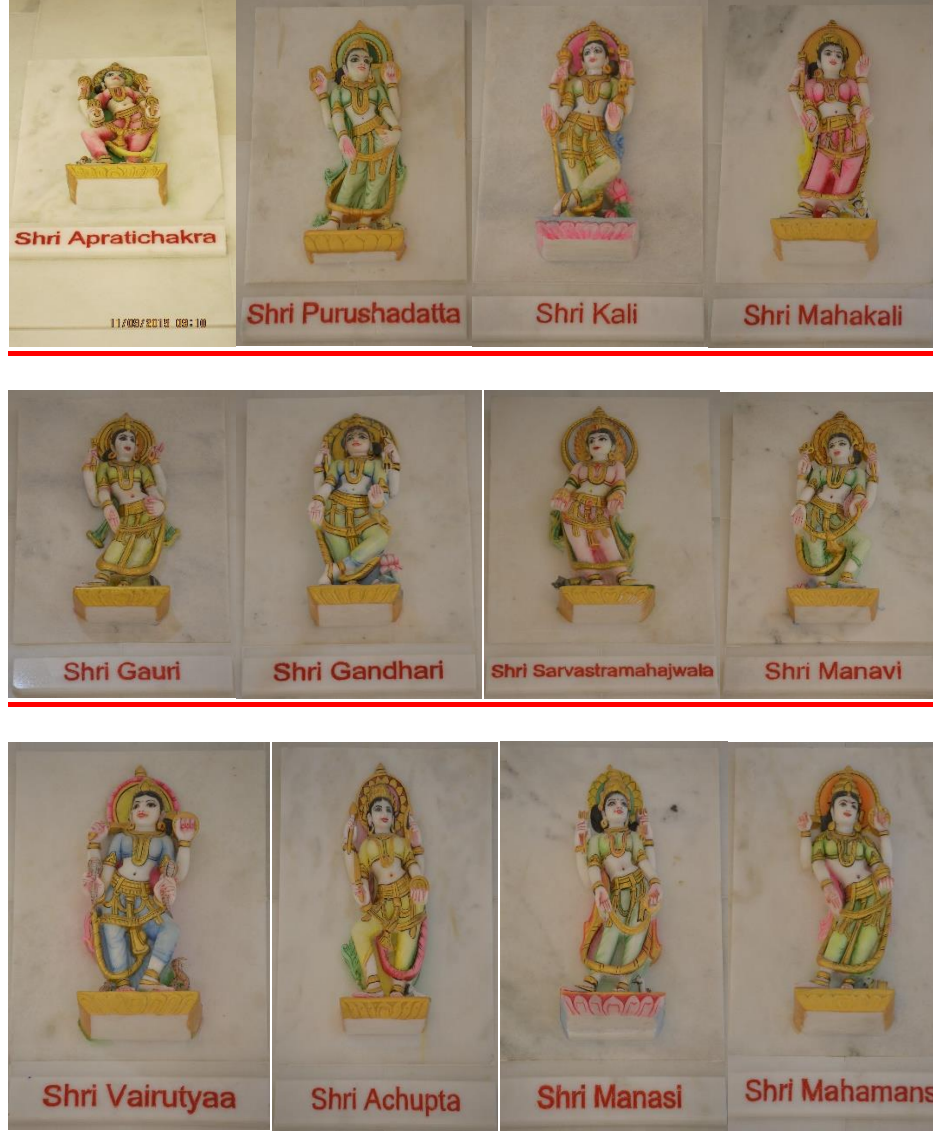 Shri Apratichakra
11/09/2015 09:10
Shri Purushadatta
Shri Kali
Shri Mahakali
Shri Gauri
Shri Gandhari
Shri Sarvastramahajwala
Shri Manavi
Shri Vairutyaa
Shri Achupta
Shri Manasi
Shri Mahamans